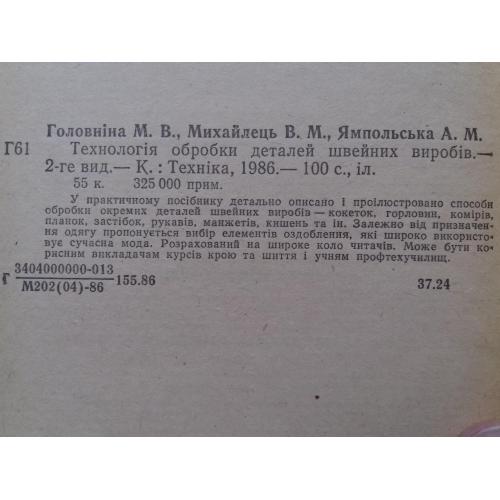 Головніна М. В., Михайлець В. М., Ямпольська А. М.
Г61 Технологія обробки деталей швейних виробів.—
2-ге вид.— К. : Техніка, 1986.— 100 с., іл.
55 к. 325 000 прим.
У практичному посібнику детально описано і проілюстровано способи
обробки окремих деталей швейних виробів — кокеток, горловин, комірів,
планок, застібок, рукавів, манжетів, кишень та ін. Залежно від призначен-
ня одягу пропонується вибір елементів оздоблення, які широко використо-
вує сучасна мода. Розрахований на широке коло читачів. Може бути ко-
рисним викладачам курсів крою та шиття і учням профтехучилищ.
Г 3404000000-013
М202(04)-86 155.86 37.24